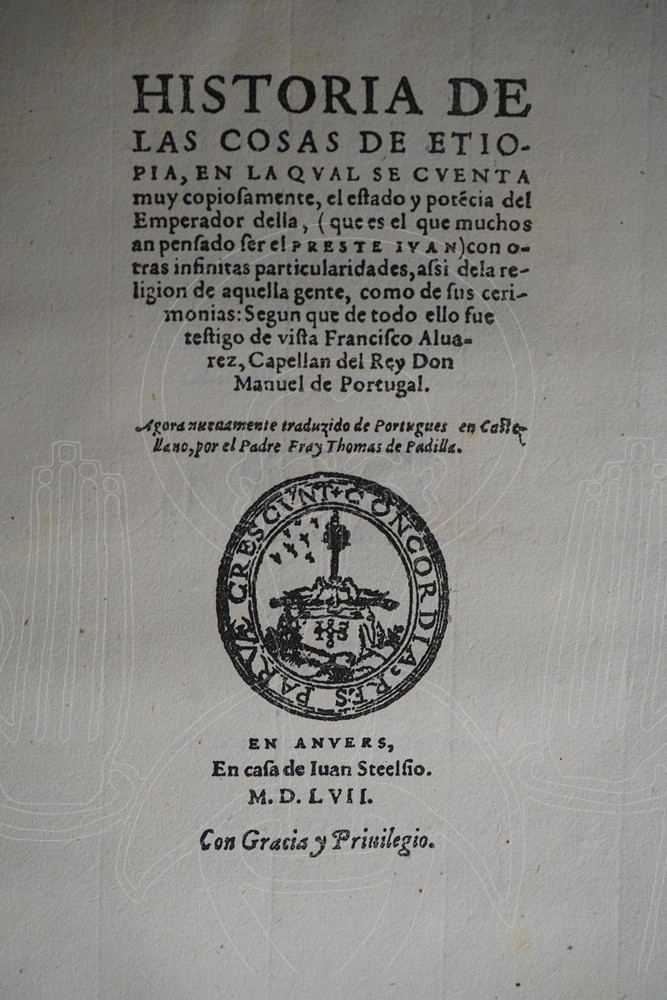 HISTORIA DE
LAS COSAS DE ETIO-
PIA, EN LA QVAL SE CVENTA
muy copioſamente, el eſtado y potẽcia del
Emperador della, ( que es el que muchos
an penſado ſer el PRESTE IVAN)con o-
tras infinitas particularidades, aſsi dela re-
ligion de aquella gente, como de ſus ceri-
monias: Segun que de todo ello fue
teſtigo de viſta Franciſco Alua-
rez, Capellan del Rey Don
Manuel de Portugal.
Agora nueuamente traduzido de Portugues en Caſte-
llano, por el Padre Fray Thomas de Padilla.
CONCORDIA. RES PARVAE CRESCVNT
EN ANVERS,
En caſa de Iuan Steelſio.
M. D. LVII.
Con Gracia y Priuilegio.